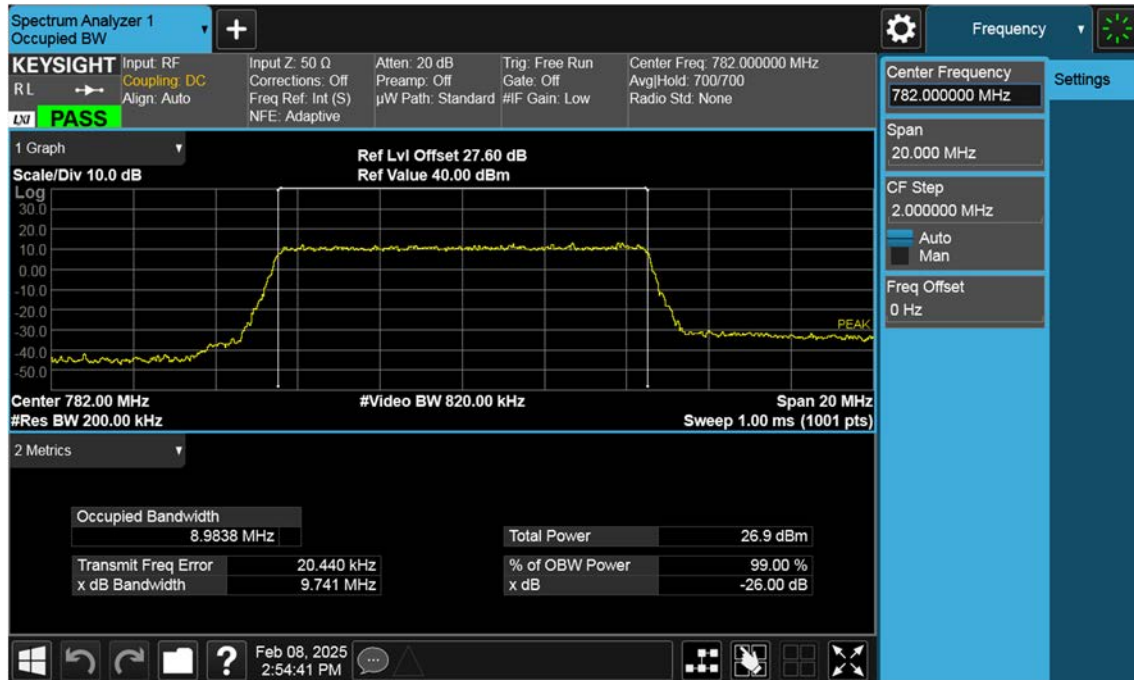 Spectrum Analyzer 1
Occupied BW
+
Frequency
KEYSIGHT
RL
LXI
PASS
Input: RF
Coupling: DC
Align: Auto
Input Z: 50 Ω
Corrections: Off
Freq Ref: Int (S)
NFE: Adaptive
Atten: 20 dB
Preamp: Off
µW Path: Standard
Trig: Free Run
Gate: Off
#IF Gain: Low
Center Freq: 782.000000 MHz
Avg|Hold: 700/700
Radio Std: None
Center Frequency
782.000000 MHz
Settings
Span
20.000 MHz
CF Step
2.000000 MHz
Auto
Man
Freq Offset
0 Hz
1 Graph
Scale/Div 10.0 dB
Ref Lvl Offset 27.60 dB
Ref Value 40.00 dBm
Log
30.0
20.0
10.0
0.00
-10.0
-20.0
-30.0
-40.0
-50.0
PEAK
Center 782.00 MHz
#Video BW 820.00 kHz
Span 20 MHz
#Res BW 200.00 kHz
Sweep 1.00 ms (1001 pts)
2 Metrics
Occupied Bandwidth
8.9838 MHz
Total Power 26.9 dBm
Transmit Freq Error 20.440 kHz
% of OBW Power 99.00 %
x dB Bandwidth 9.741 MHz
x dB -26.00 dB
?
Feb 08, 2025
2:54:41 PM